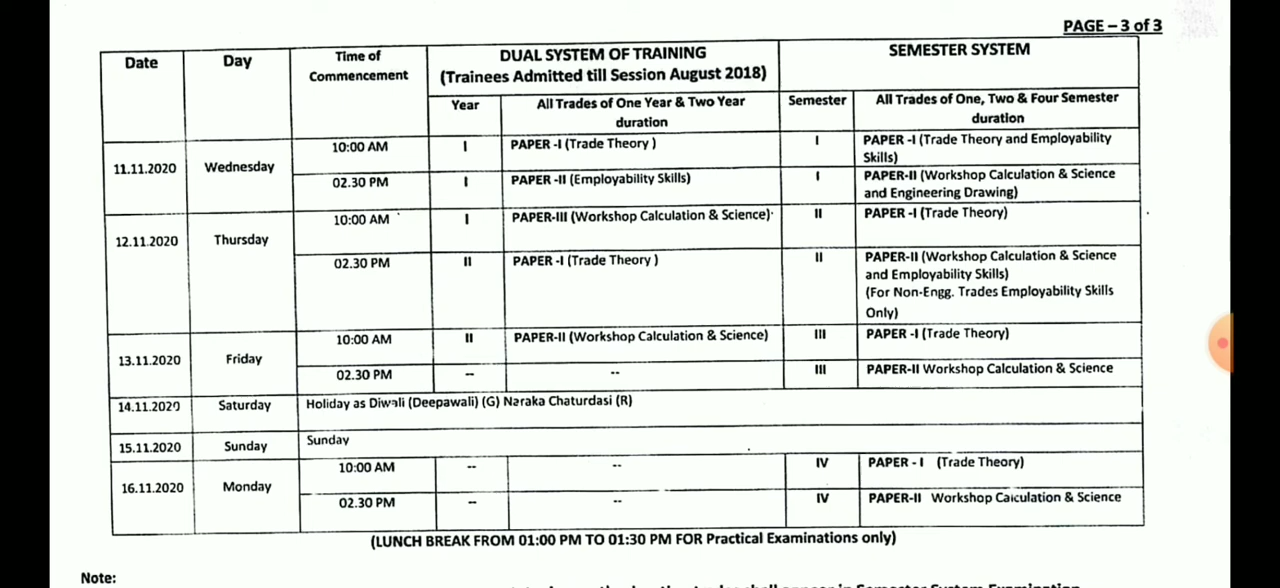 PAGE – 3 of 3
Date Day Time of Commencement DUAL SYSTEM OF TRAINING (Trainees Admitted till Session August 2018) SEMESTER SYSTEM
Year All Trades of One Year & Two Year duration Semester All Trades of One, Two & Four Semester duration
11.11.2020 Wednesday 10:00 AM I PAPER -I (Trade Theory ) I PAPER -I (Trade Theory and Employability Skills)
02.30 PM I PAPER -II (Employability Skills) I PAPER-II (Workshop Calculation & Science and Engineering Drawing)
12.11.2020 Thursday 10:00 AM I PAPER-III (Workshop Calculation & Science) II PAPER -I (Trade Theory)
02.30 PM II PAPER -I (Trade Theory ) II PAPER-II (Workshop Calculation & Science and Employability Skills)
(For Non-Engg. Trades Employability Skills Only)
13.11.2020 Friday 10:00 AM II PAPER-II (Workshop Calculation & Science) III PAPER -I (Trade Theory)
02.30 PM -- -- III PAPER-II Workshop Calculation & Science
14.11.2020 Saturday Holiday as Diwali (Deepawali) (G) Naraka Chaturdasi (R)
15.11.2020 Sunday Sunday
16.11.2020 Monday 10:00 AM -- -- IV PAPER - I (Trade Theory)
02.30 PM -- -- IV PAPER-II Workshop Calculation & Science
(LUNCH BREAK FROM 01:00 PM TO 01:30 PM FOR Practical Examinations only)
Note:
shall appear in Semester System Examination